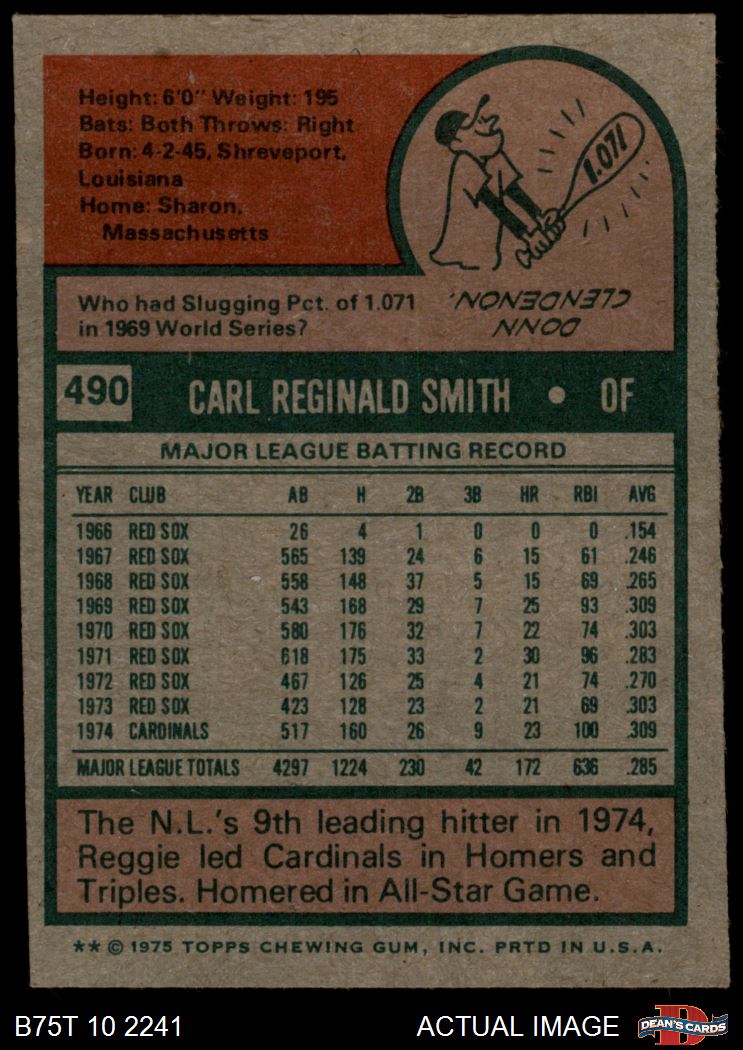 Height: 6'0" Weight: 195
Bats: Both Throws: Right
Born: 4-2-45, Shreveport,
Louisiana
Home: Sharon,
Massachusetts
1.071
Who had Slugging Pct. of 1.071
in 1969 World Series?
DONN
CLENDENON.
490 CARL REGINALD SMITH • OF
MAJOR LEAGUE BATTING RECORD
YEAR CLUB AB H 2B 3B HR RBI AVG
1966 RED SOX 26 4 1 0 0 0 .154
1967 RED SOX 565 139 24 6 15 61 .246
1968 RED SOX 558 148 37 5 15 69 .265
1969 RED SOX 543 168 29 7 25 93 .309
1970 RED SOX 580 176 32 7 22 74 .303
1971 RED SOX 618 175 33 2 30 96 .283
1972 RED SOX 467 126 25 4 21 74 .270
1973 RED SOX 423 128 23 2 21 69 .303
1974 CARDINALS 517 160 26 9 23 100 .309
MAJOR LEAGUE TOTALS 4297 1224 230 42 172 636 .285
The N.L.'s 9th leading hitter in 1974,
Reggie led Cardinals in Homers and
Triples. Homered in All-Star Game.
** © 1975 TOPPS CHEWING GUM, INC. PRTD IN U.S.A.
B75T 10 2241 ACTUAL IMAGE
D
DEAN'S CARDS